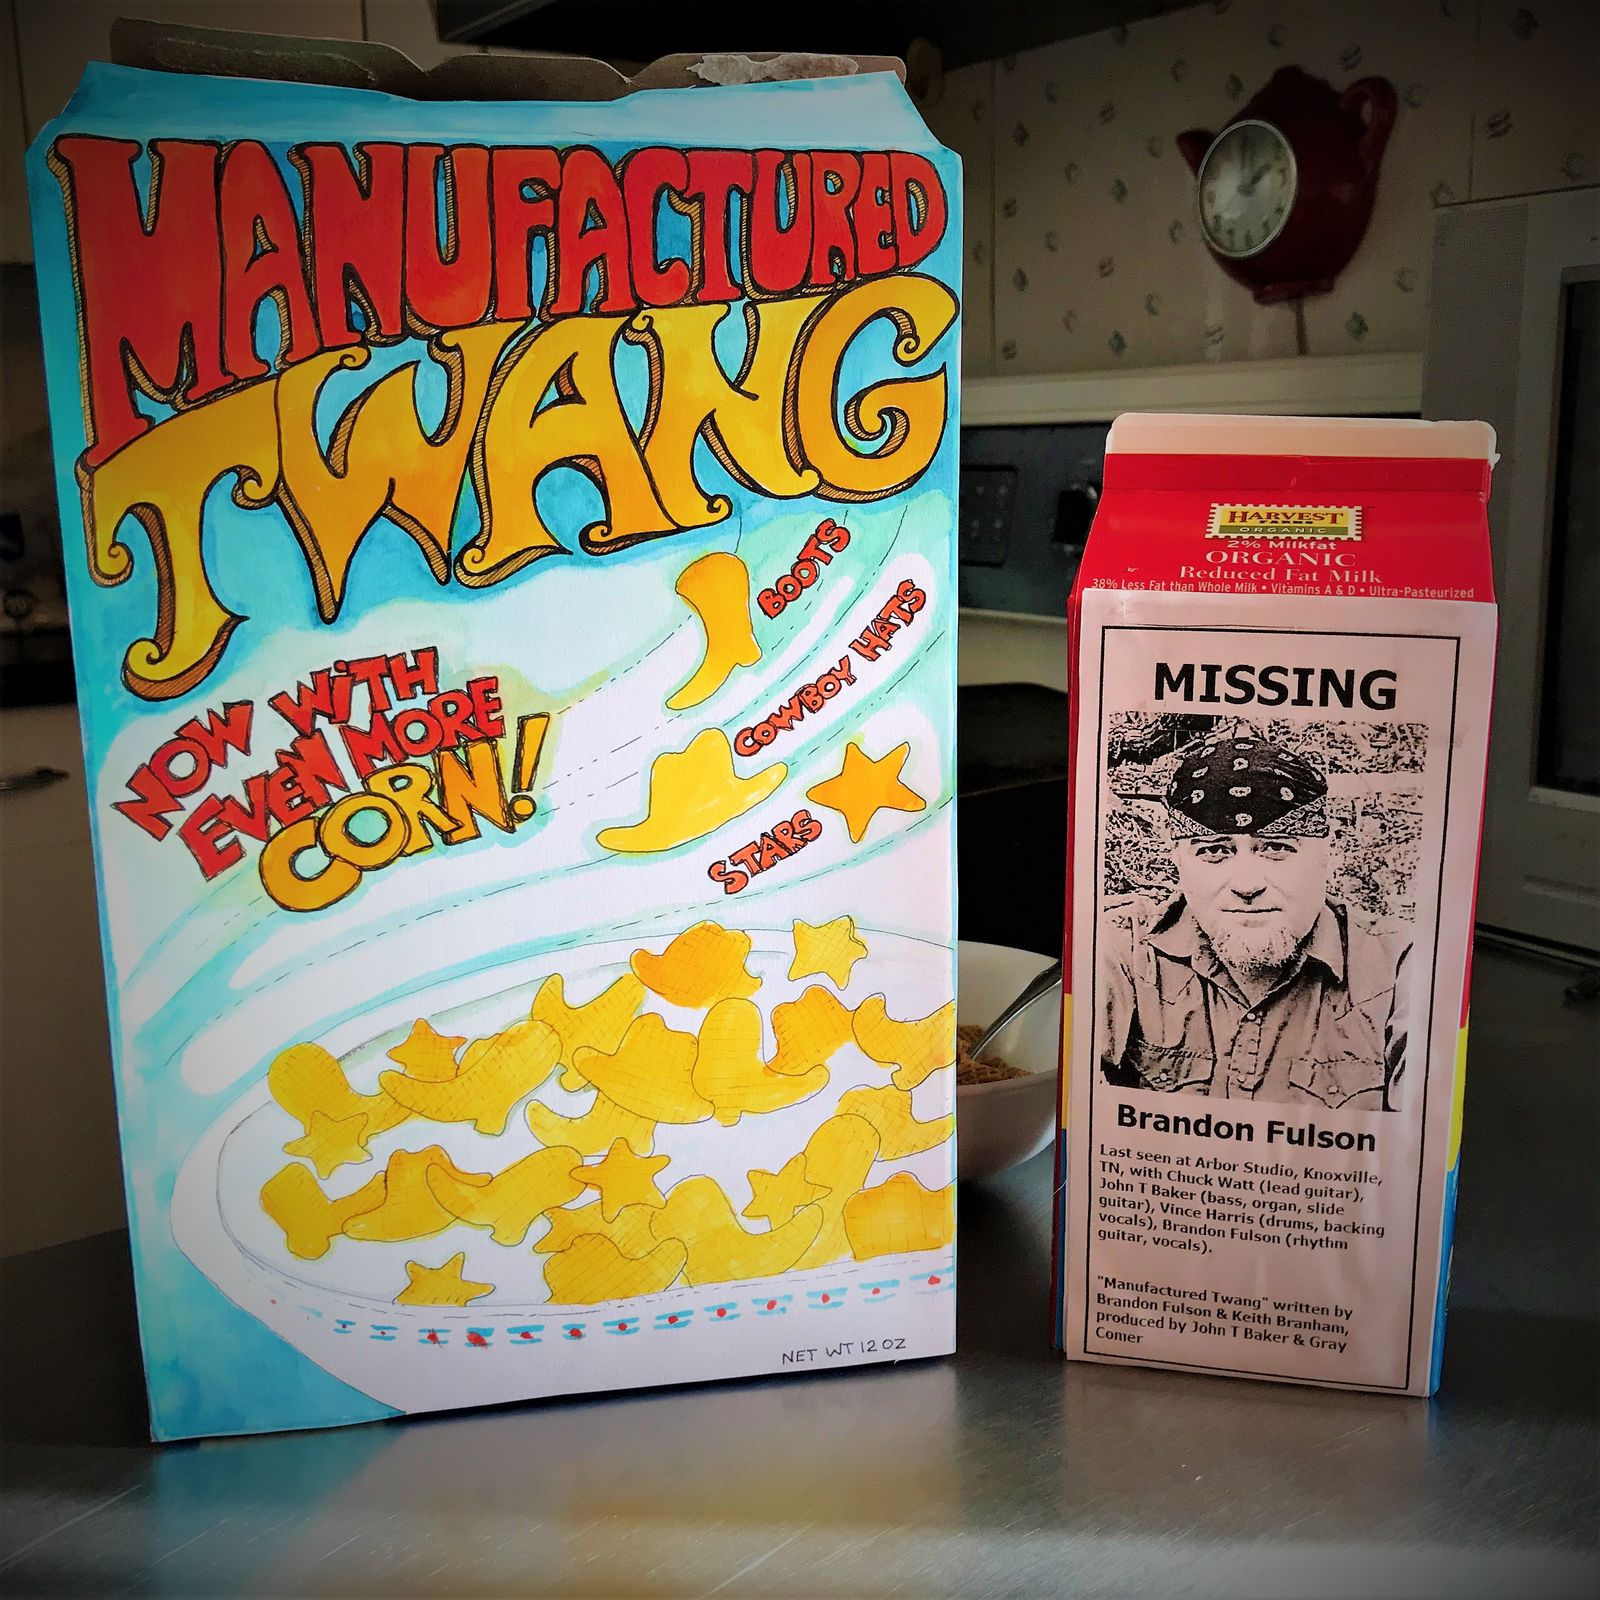 MANUFACTURED
TWANG
NOW WiTH
EVEN MORE
CORN!
BOOTS
COWBOY HATS
STARS
NET WT 12 OZ
HARVEST
FARMS
ORGANIC
2% Milkfat
ORGANIC
Reduced Fat Milk
38% Less Fat than Whole Milk • Vitamins A & D • Ultra-Pasteurized
MISSING
Brandon Fulson
Last seen at Arbor Studio, Knoxville,
TN, with Chuck Watt (lead guitar),
John T Baker (bass, organ, slide
guitar), Vince Harris (drums, backing
vocals), Brandon Fulson (rhythm
guitar, vocals).
"Manufactured Twang" written by
Brandon Fulson & Keith Branham,
produced by John T Baker & Gray
Comer